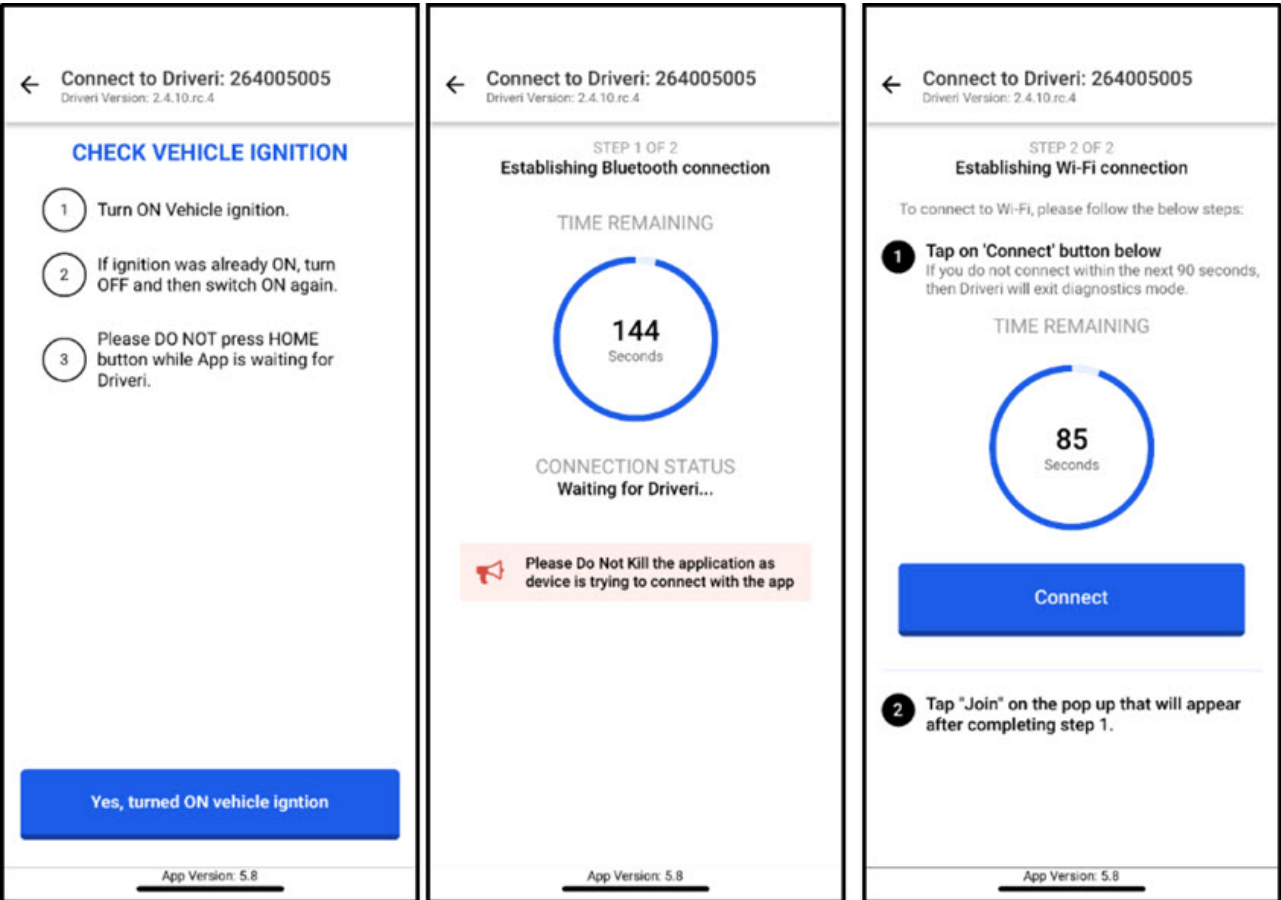 Connect to Driveri: 264005005
Driveri Version: 2.4.10.rc.4
CHECK VEHICLE IGNITION
1
Turn ON Vehicle ignition.
2
If ignition was already ON, turn
OFF and then switch ON again.
3
Please DO NOT press HOME
button while App is waiting for
Driveri.
Yes, turned ON vehicle igntion
App Version: 5.8
Connect to Driveri: 264005005
Driveri Version: 2.4.10.rc.4
STEP 1 OF 2
Establishing Bluetooth connection
TIME REMAINING
144
Seconds
CONNECTION STATUS
Waiting for Driveri...
Please Do Not Kill the application as
device is trying to connect with the app
App Version: 5.8
Connect to Driveri: 264005005
Driveri Version: 2.4.10.rc.4
STEP 2 OF 2
Establishing Wi-Fi connection
To connect to Wi-Fi, please follow the below steps:
1
Tap on 'Connect' button below
If you do not connect within the next 90 seconds,
then Driveri will exit diagnostics mode.
TIME REMAINING
85
Seconds
Connect
2
Tap "Join" on the pop up that will appear
after completing step 1.
App Version: 5.8